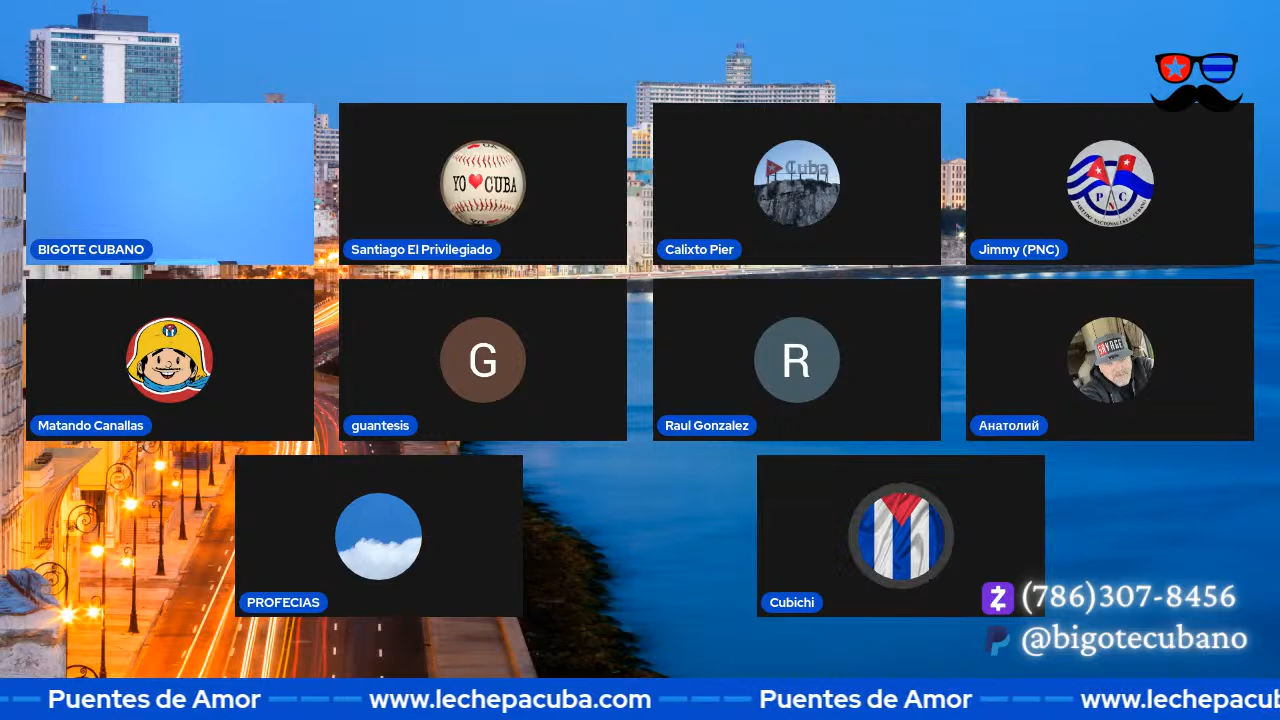 YO ❤ CUBA
Cuba
P N C
BIGOTE CUBANO
Santiago El Privilegiado
Calixto Pier
Jimmy (PNC)
G
R
Matando Canallas
guantesis
Raul Gonzalez
Анатолий
PROFECIAS
Cubichi
(786)307-8456
@bigotecubano
Puentes de Amor www.lechepacuba.com Puentes de Amor www.lechepacub